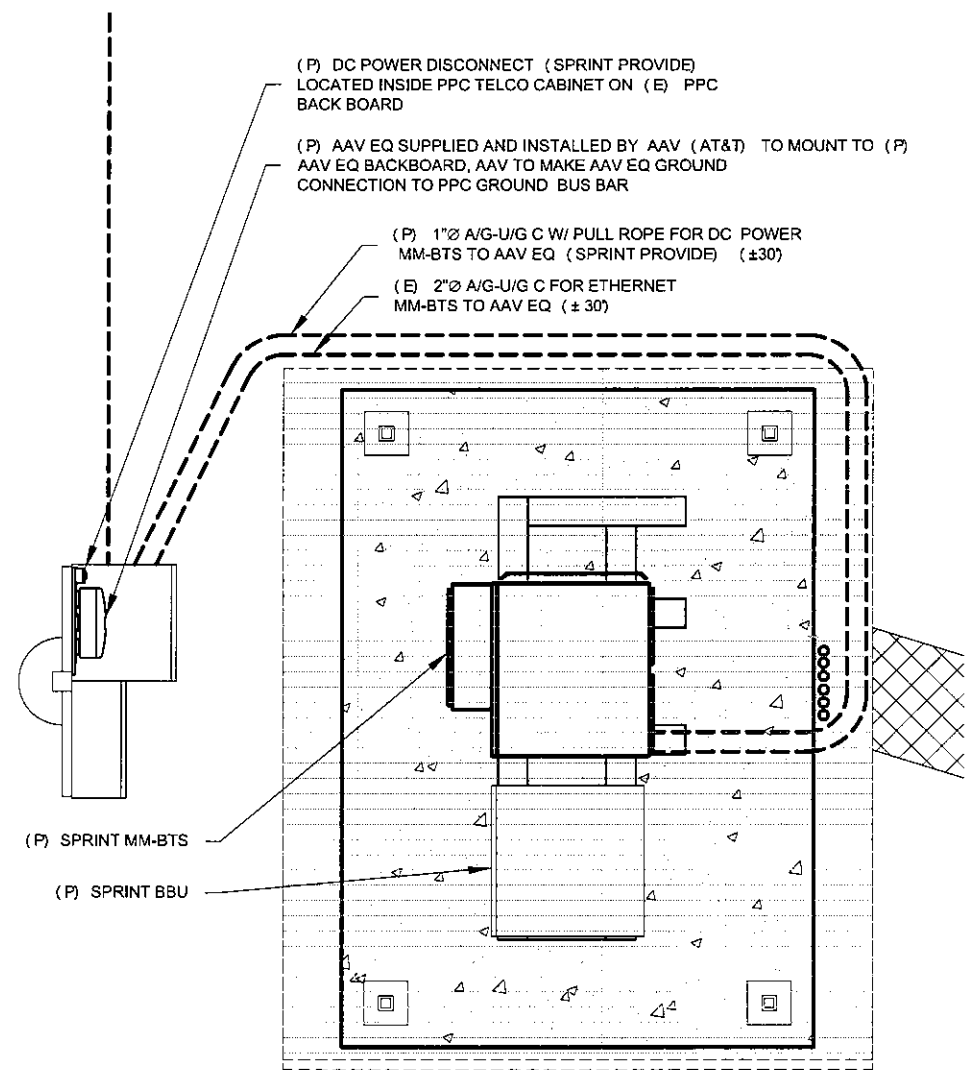 (P) DC POWER DISCONNECT (SPRINT PROVIDE)
LOCATED INSIDE PPC TELCO CABINET ON (E) PPC
BACK BOARD
(P) AAV EQ SUPPLIED AND INSTALLED BY AAV (AT&T) TO MOUNT TO (P)
AAV EQ BACKBOARD, AAV TO MAKE AAV EQ GROUND
CONNECTION TO PPC GROUND BUS BAR
(P) 1"Ø A/G-U/G C W/ PULL ROPE FOR DC POWER
MM-BTS TO AAV EQ (SPRINT PROVIDE) (±30')
(E) 2"Ø A/G-U/G C FOR ETHERNET
MM-BTS TO AAV EQ (± 30')
(P) SPRINT MM-BTS
(P) SPRINT BBU